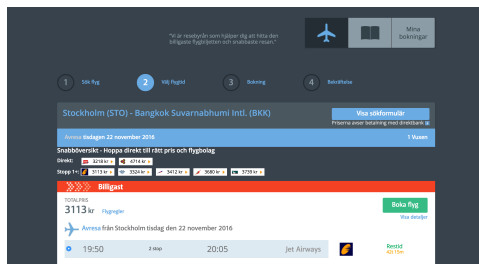 "Vi är resebyrån som hjälper dig att hitta den
billigaste flygbiljetten och snabbaste resan."
Mina
bokningar
1 Sök flyg
2 Välj flygtid
3 Bokning
4 Bekräftelse
Stockholm (STO) - Bangkok Suvarnabhumi Intl. (BKK)
Visa sökformulär
Priserna avser betalning med direktbank
Avresa tisdagen 22 november 2016
1 Vuxen
Snabböversikt - Hoppa direkt till rätt pris och flygbolag
Direkt: 3218 kr 4714 kr
Stopp 1+: 3113 kr 3324 kr 3412 kr 3680 kr 3739 kr
Billigast
TOTALPRIS
3113 kr Flygregler
Boka flyg
Visa detaljer
Avresa från Stockholm tisdag den 22 november 2016
19:50 2 stop 20:05 Jet Airways
Restid